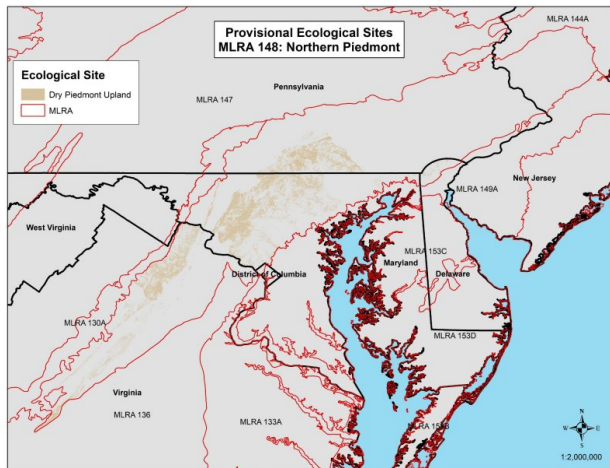 Provisional Ecological Sites
MLRA 148: Northern Piedmont
MLRA 144A
Ecological Site
Dry Piedmont Upland
MLRA
Pennsylvania
MLRA 147
New Jersey
MLRA 149A
West Virginia
MLRA 153C
Maryland
District of Columbia
Delaware
MLRA 130A
MLRA 153D
Virginia
MLRA 136
MLRA 133A
N
W E
S
1:2,000,000